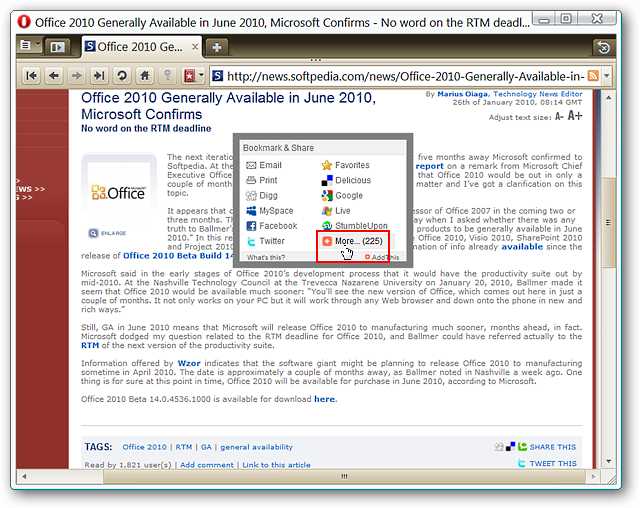 Office 2010 Generally Available in June 2010, Microsoft Confirms - No word on the RTM deadl...
Office 2010 Ge...
http://news.softpedia.com/news/Office-2010-Generally-Available-in-
Office 2010 Generally Available in June 2010,
Microsoft Confirms
No word on the RTM deadline
By Marius Oiaga, Technology News Editor
26th of January 2010, 08:14 GMT
Adjust text size: A- A+
NEWS >>
>>
Office
ENLARGE
The next iteration
five months away Microsoft confirmed to
Softpedia. At the
report on a remark from Microsoft Chief
Executive Office
that Office 2010 would be out in only a
couple of month
matter and I've got a clarification on this
topic.
It appears that c
ssor of Office 2007 in the coming two or
three months. Th
ay when I asked whether there was any
truth to Ballmer's
products to be generally available in June
2010." In this re
Office 2010, Visio 2010, SharePoint 2010
and Project 2010
mation of info already available since the
release of Office 2010 Beta Build 14
Bookmark & Share
Email
Favorites
Print
Delicious
Digg
Google
MySpace
Live
Facebook
StumbleUpon
Twitter
More... (225)
What's this?
AddThis
Microsoft said in the early stages of Office 2010's development process that it would have the productivity suite out by
mid-2010. At the Nashville Technology Council at the Trevecca Nazarene University on January 20, 2010, Ballmer made it
seem that Office 2010 would be available much sooner: "You'll see the new version of Office, which comes out here in just a
couple of months. It not only works on your PC but it will work through any Web browser and down onto the phone in new and
rich ways."
Still, GA in June 2010 means that Microsoft will release Office 2010 to manufacturing much sooner, months ahead, in fact.
Microsoft dodged my question related to the RTM deadline for Office 2010, and Ballmer could have referred actually to the
RTM of the next version of the productivity suite.
Information offered by Wzor indicates that the software giant might be planning to release Office 2010 to manufacturing
sometime in April 2010. The date is approximately a couple of months away, as Ballmer noted in Nashville a week ago. One
thing is for sure at this point in time, Office 2010 will be available for purchase in June 2010, according to Microsoft.
Office 2010 Beta 14.0.4536.1000 is available for download here.
TAGS: Office 2010 | RTM | GA | general availability
SHARE THIS
Read by 1,821 user(s) | Add comment | Link to this article
TWEET THIS